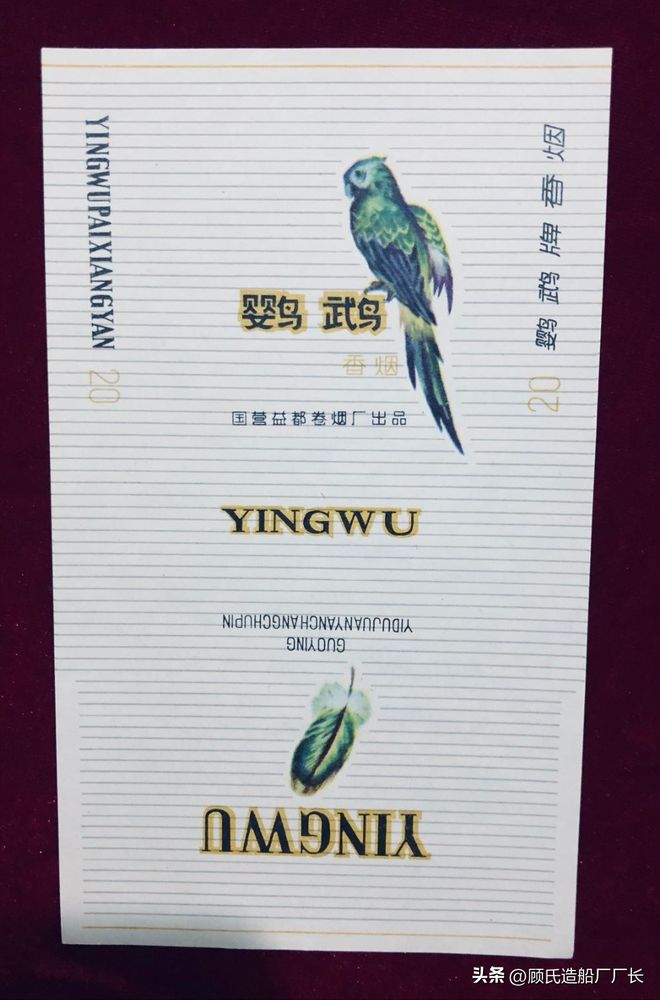 YINGWUPAIXIANGYAN
20
鹦鹉
香烟
国营益都卷烟厂出品
YINGWU
GUOYING
YIDUJUANYANCHANGCHUPIN
YINGWU
鹦鹉牌香烟
20
头条 @顾氏造船厂厂长